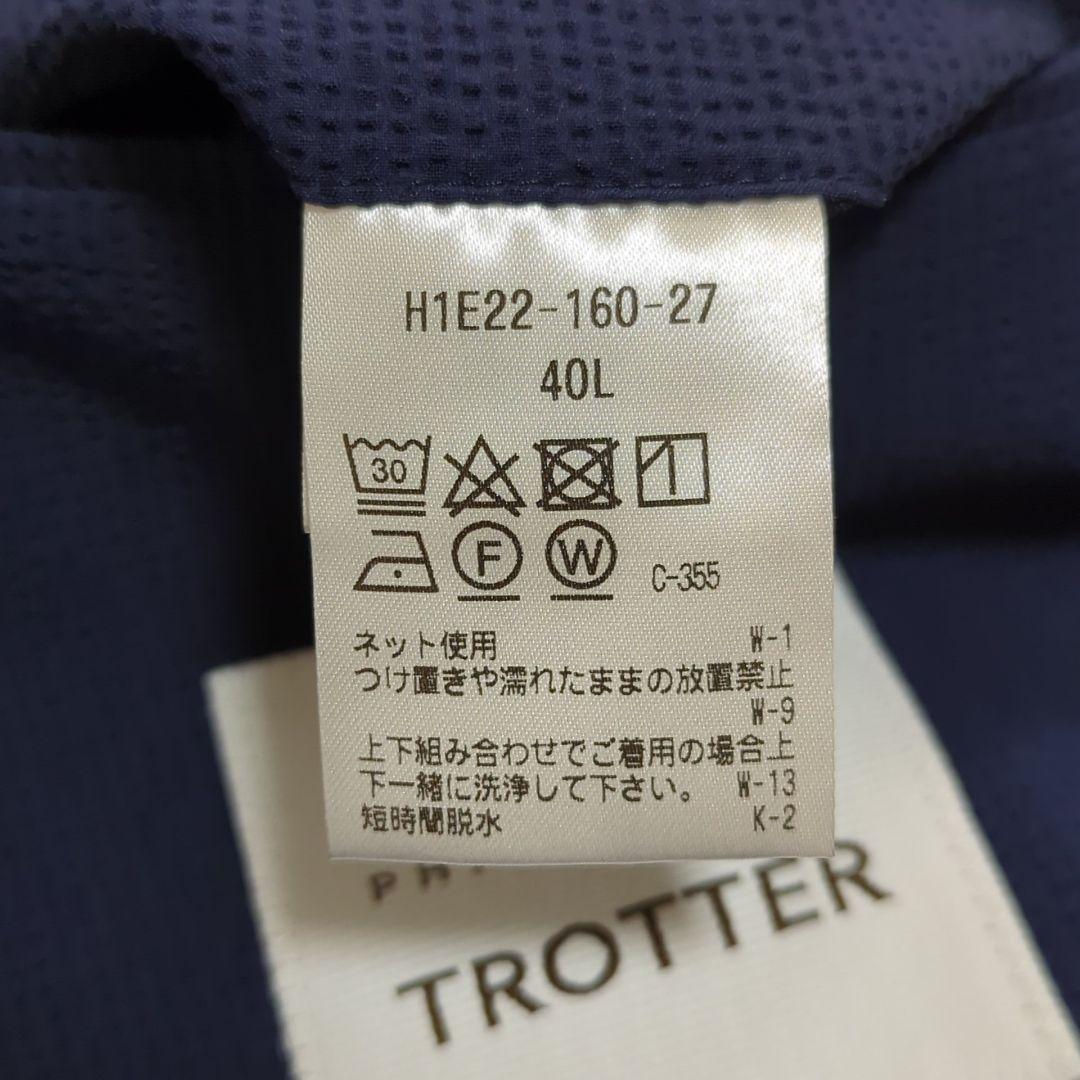 H1E22-160-27
40L
30
F W C-355
ネット使用 W-1
つけ置きや濡れたままの放置禁止
W-9
上下組み合わせでご着用の場合上
下一緒に洗浄して下さい。 W-13
短時間脱水 K-2
TROTTER